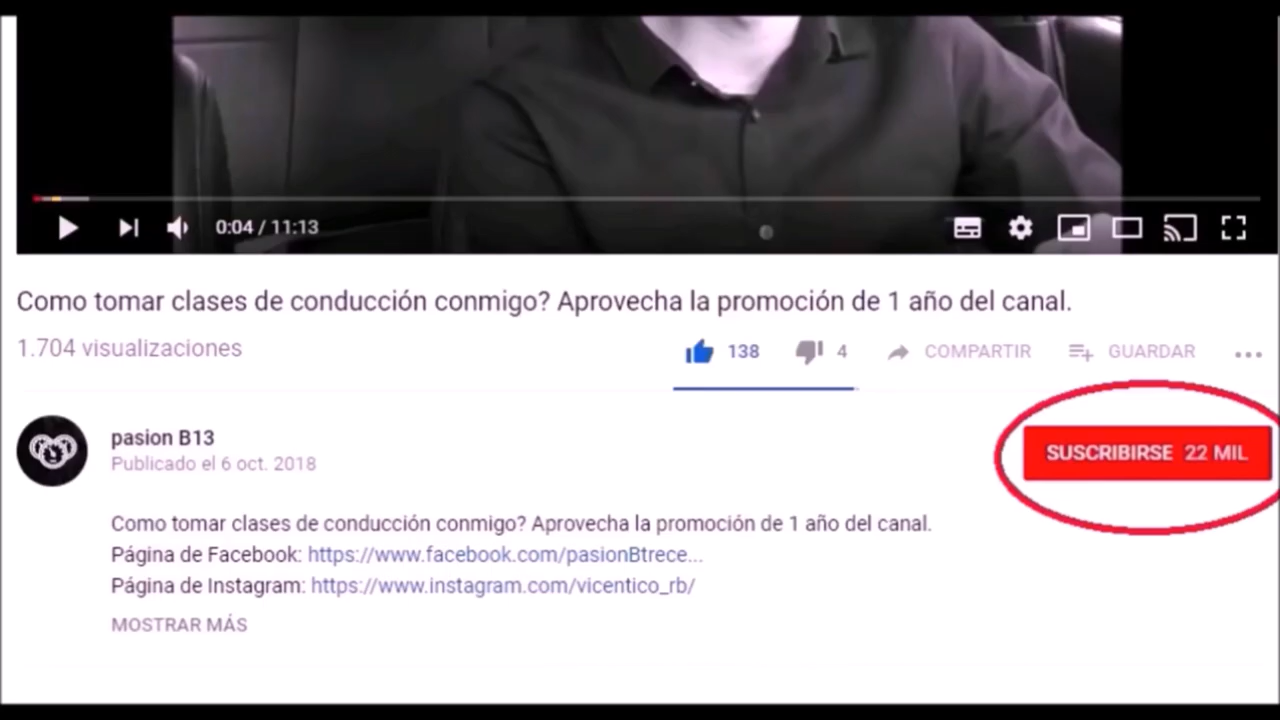 0:04 / 11:13
Como tomar clases de conducción conmigo? Aprovecha la promoción de 1 año del canal.
1.704 visualizaciones
138
4
COMPARTIR
GUARDAR
pasion B13
Publicado el 6 oct. 2018
SUSCRIBIRSE 22 MIL
Como tomar clases de conducción conmigo? Aprovecha la promoción de 1 año del canal.
Página de Facebook: https://www.facebook.com/pasionBtrece...
Página de Instagram: https://www.instagram.com/vicentico_rb/
MOSTRAR MÁS